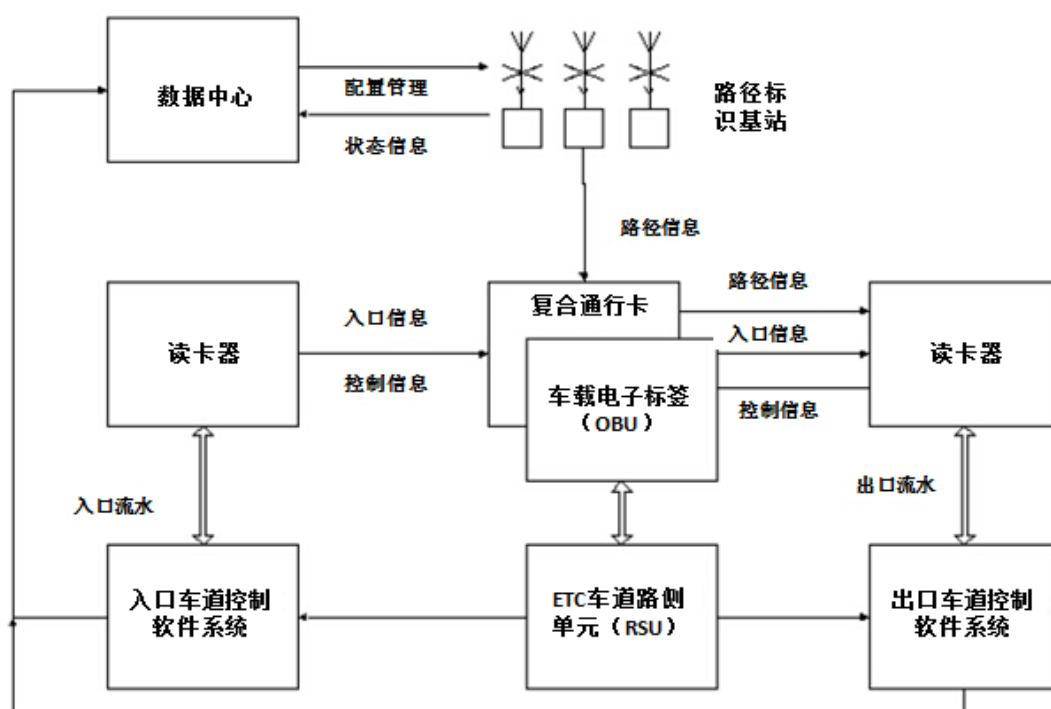 数据中心
配置管理
状态信息
路径标
识基站
路径信息
读卡器
入口信息
控制信息
复合通行卡
车载电子标签
（OBU）
路径信息
入口信息
控制信息
读卡器
入口流水
出口流水
入口车道控制
软件系统
ETC车道路侧
单元（RSU）
出口车道控制
软件系统